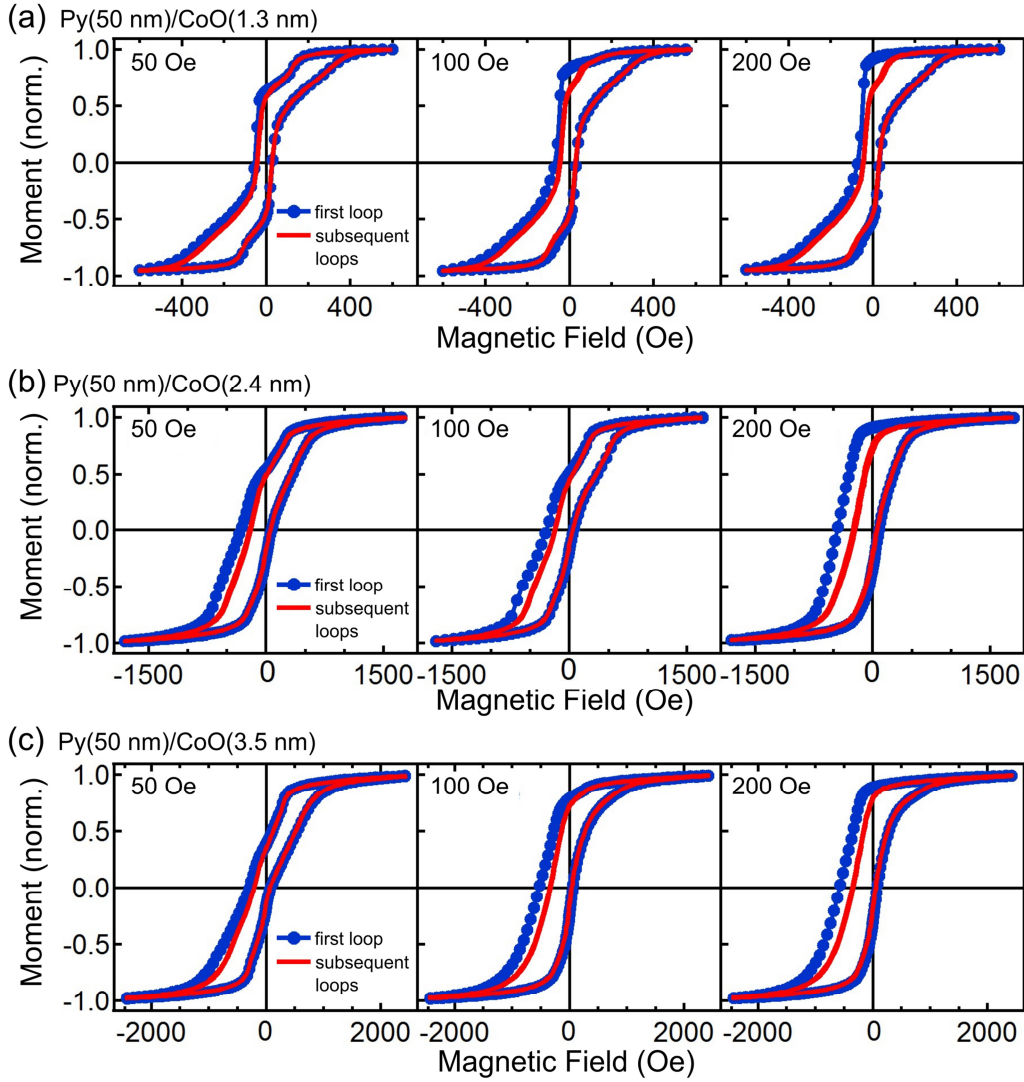 (a) Py(50 nm)/CoO(1.3 nm)
50 Oe 100 Oe 200 Oe
1.0
0.5
0.0
-0.5
-1.0
Moment (norm.)
first loop
subsequent
loops
-400 0 400 -400 0 400 -400 0 400
Magnetic Field (Oe)
(b) Py(50 nm)/CoO(2.4 nm)
50 Oe 100 Oe 200 Oe
1.0
0.5
0.0
-0.5
-1.0
Moment (norm.)
first loop
subsequent
loops
-1500 0 1500 -1500 0 1500 -1500 0 1500
Magnetic Field (Oe)
(c) Py(50 nm)/CoO(3.5 nm)
50 Oe 100 Oe 200 Oe
1.0
0.5
0.0
-0.5
-1.0
Moment (norm.)
first loop
subsequent
loops
-2000 0 2000 -2000 0 2000 -2000 0 2000
Magnetic Field (Oe)